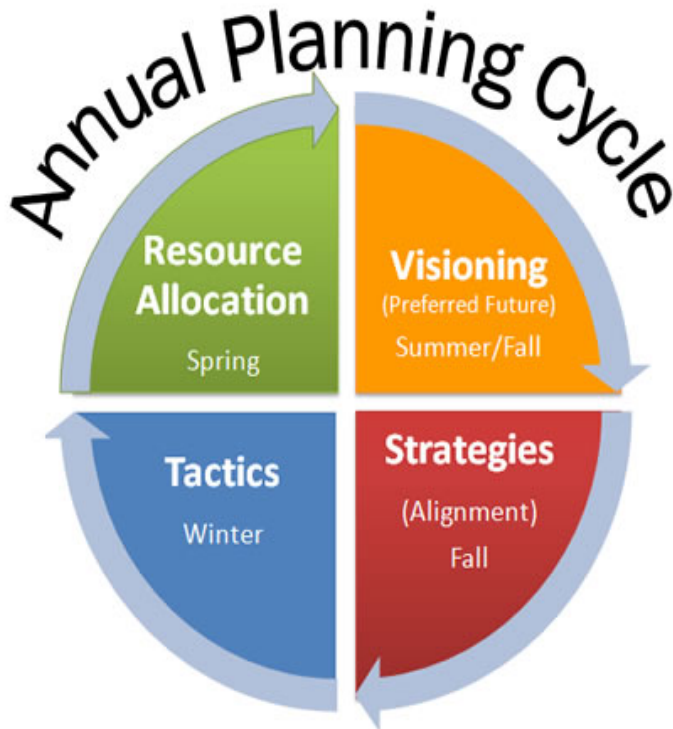 Annual Planning Cycle
Resource
Allocation
Spring
Visioning
(Preferred Future)
Summer/Fall
Tactics
Winter
Strategies
(Alignment)
Fall